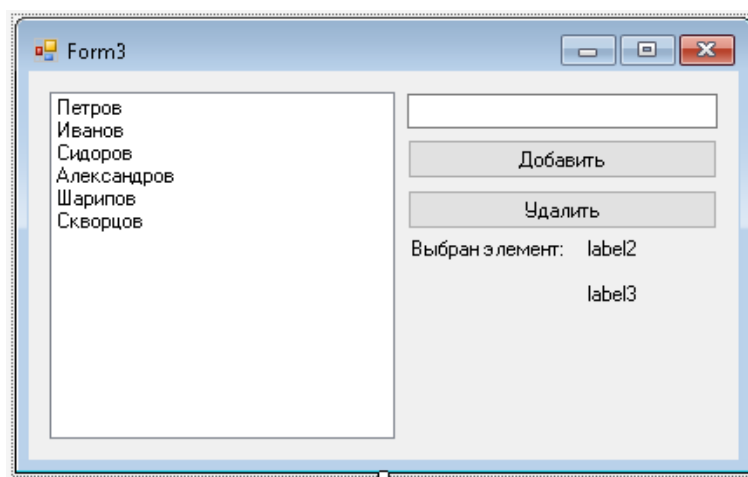 Form3
Петров
Иванов
Сидоров
Александров
Шарипов
Скворцов
Добавить
Удалить
Выбран элемент: label2
label3